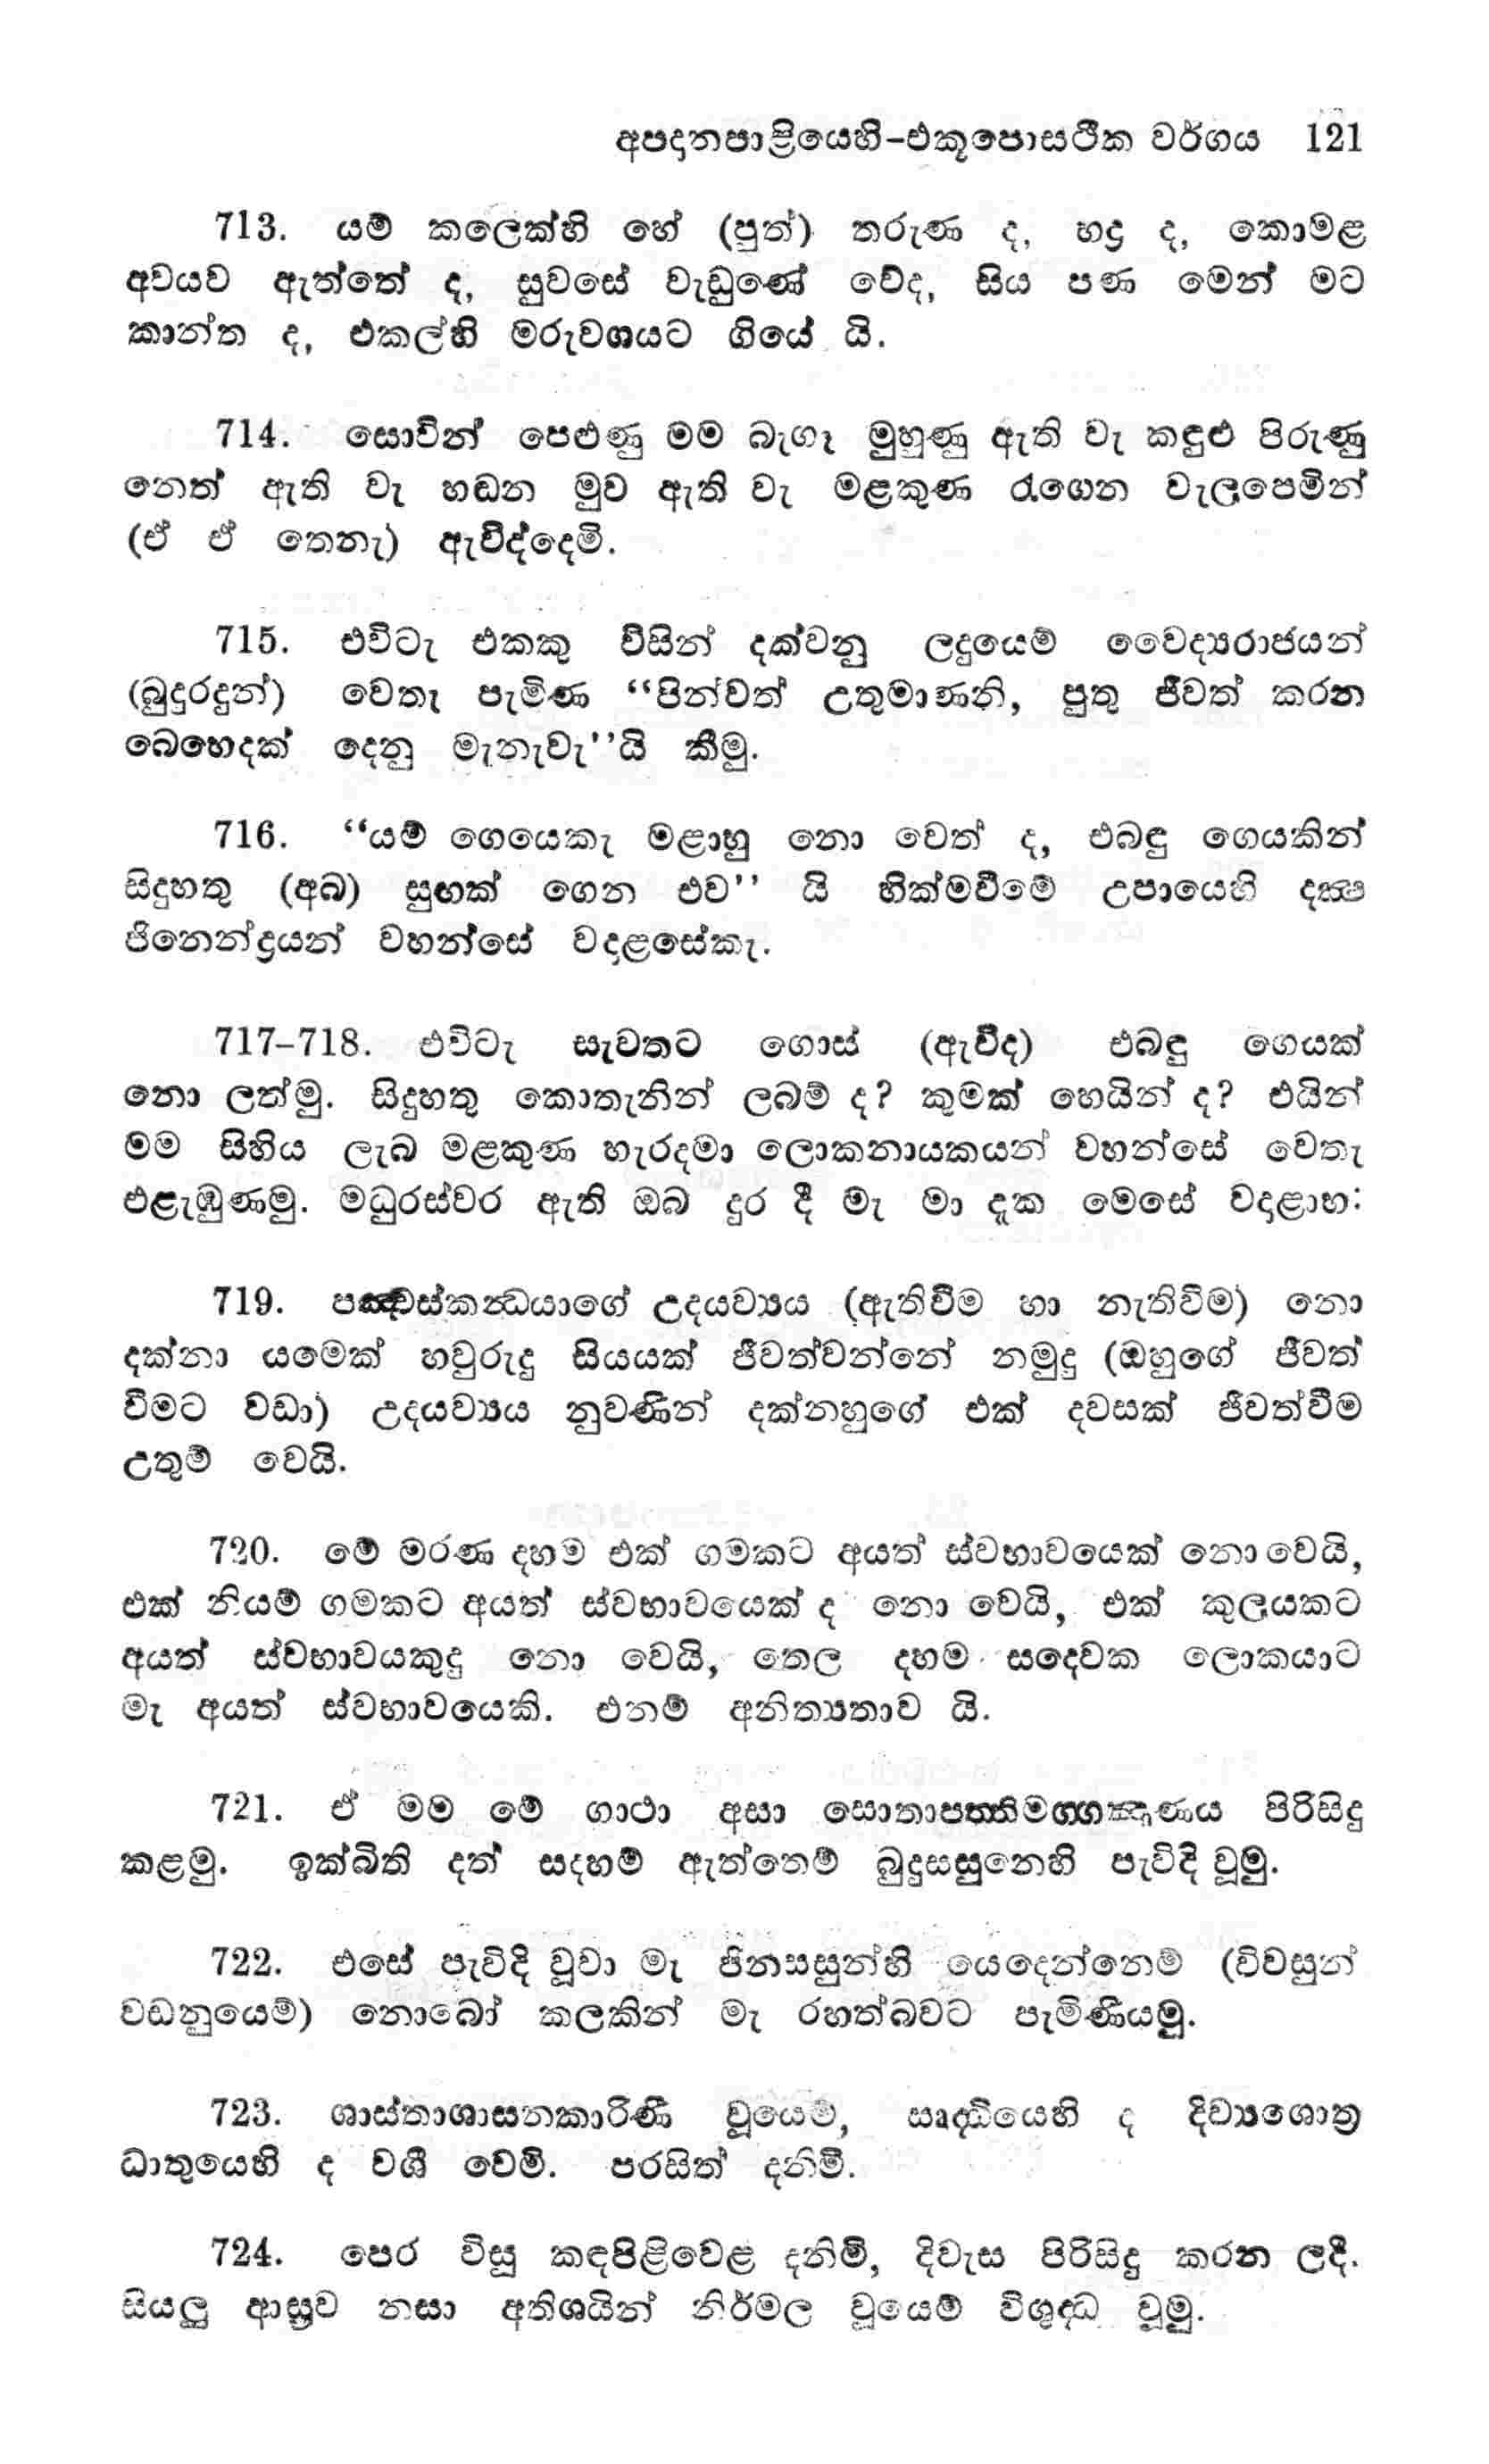 අපදානපාළියෙහි-එකූපොසථික වර්ගය 121
713. යම් කලෙක්හි හේ (පුත්) තරුණ ද, හද්‍ර ද, කොමළ
අවයව ඇත්තේ ද, සුවසේ වැඩුණේ වේද, සිය පණ මෙන් මට
කාන්ත ද, එකල්හි මරුවශයට ගියේ යි.
714. සොවින් පෙළුණු මම බැගෑ මුහුණු ඇති වැ කඳුළු පිරුණු
නෙත් ඇති වැ හඬන මුව ඇති වැ මළකුණ රැගෙන වැලපෙමින්
(ඒ ඒ තෙනැ) ඇවිද්දෙමි.
715. එවිටැ එකකු විසින් දක්වනු ලදුයෙම් වෛද්‍යරාජයන්
(බුදුරදුන්) වෙතෑ පැමිණ “පින්වත් උතුමාණනි, පුතු ජීවත් කරන
බෙහෙදක් දෙනු මැනැවැ’’යි කීමු.
716. “යම් ගෙයෙකැ මළාහු නො වෙත් ද, එබඳු ගෙයකින්
සිදුහතු (අබ) සුඟක් ගෙන එව’’ යි හික්මවීමේ උපායෙහි දක්‍ෂ
ජිනෙන්ද්‍රයන් වහන්සේ වදාළසේකැ.
717-718. එවිටැ සැවතට ගොස් (ඇවිද) එබඳු ගෙයක්
නො ලත්මු. සිදුහතු කොතැනින් ලබම් ද? කුමක් හෙයින් ද? එයින්
මම සිහිය ලැබ මළකුණ හැරදමා ලොකනායකයන් වහන්සේ වෙතැ
එළැඹුණමු. මධුරස්වර ඇති ඔබ දුර දී මැ මා දැක මෙසේ වදාළාහ:
719. පඤ්චස්කන්‍ධයාගේ උදයව්‍යය (ඇතිවීම හා නැතිවීම) නො
දක්නා යමෙක් හවුරුදු සියයක් ජීවත්වන්නේ නමුදු (ඔහුගේ ජීවත්
වීමට වඩා) උදයව්‍යය නුවණින් දක්නහුගේ එක් දවසක් ජීවත්වීම
උතුම් වෙයි.
720. මේ මරණ දහම එක් ගමකට අයත් ස්වභාවයෙක් නො වෙයි,
එක් නියම් ගමකට අයත් ස්වභාවයෙක් ද නො වෙයි, එක් කුලයකට
අයත් ස්වභාවයකුදු නො වෙයි, තෙල දහම සදෙවක ලොකයාට
මැ අයත් ස්වභාවයෙකි. එනම් අනිත්‍යතාව යි.
721. ඒ මම මේ ගාථා අසා සොතාපත්තිමග්ගඤාණය පිරිසිදු
කළමු. ඉක්බිති දත් සදහම් ඇත්තෙම් බුදුසසුනෙහි පැවිදි වූමු.
722. එසේ පැවිදි වූවා මැ ජිනසසුන්හි යෙදෙන්නෙම් (විවසුන්
වඩනුයෙම්) නොබෝ කලකින් මැ රහත්බවට පැමිණියමු.
723. ශාස්තාශාසනකාරිණී වූයෙම්, ඍද්ධියෙහි ද දිව්‍යශොත්‍ර
ධාතුයෙහි ද වශී වෙමි. පරසිත් දනිමි.
724. පෙර විසූ කඳපිළිවෙළ දනිමි, දිවැස පිරිසිදු කරන ලදී.
සියලු ආස්‍රව නසා අතිශයින් නිර්මල වූයෙම් විශුද්ධ වූමු.